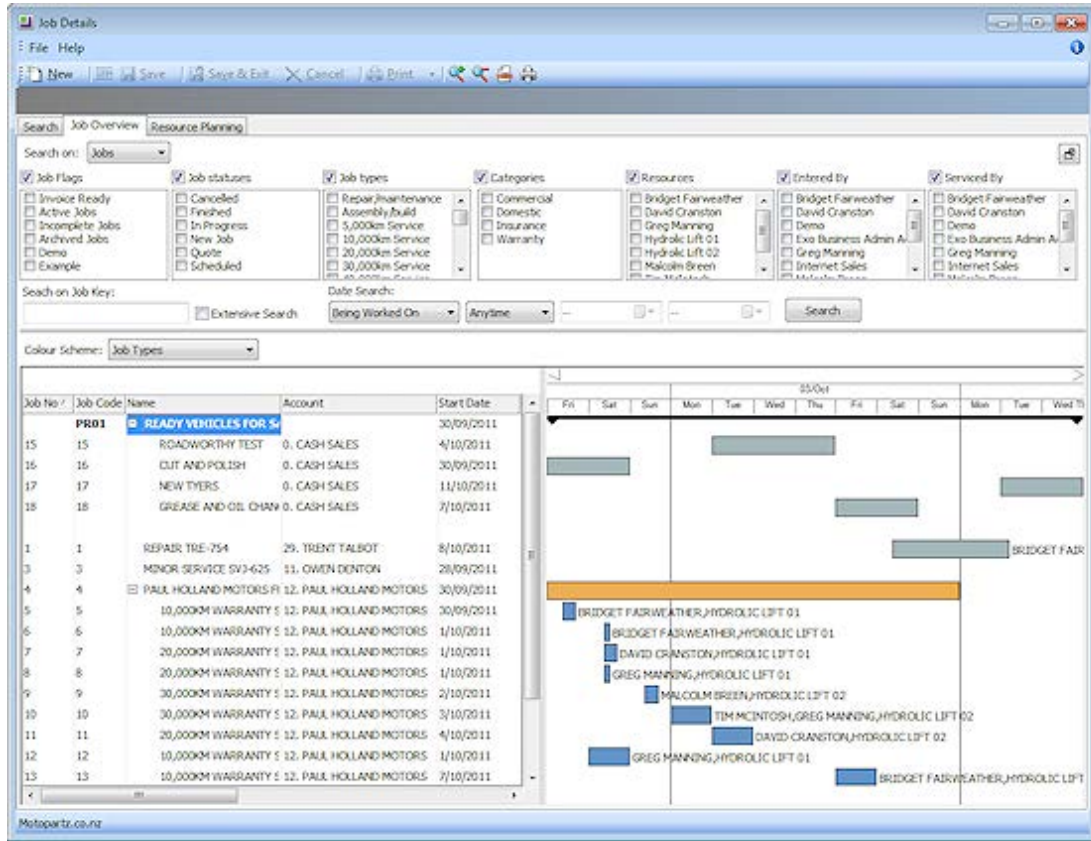 Job Details
File Help
New Save Save & Exit Cancel Print
Search Job Overview Resource Planning
Search on: Jobs
Job Flags Job statuses Job types Categories Resources Entered By Serviced By
Invoice Ready Cancelled Repair/maintenance Commercial Bridget Fairweather Bridget Fairweather Bridget Fairweather
Active Jobs Finished Assembly/build Domestic David Cranston David Cranston David Cranston
Incomplete Jobs In Progress 5,000km Service Insurance Greg Manning Demo Demo
Archived Jobs New Job 10,000km Service Warranty Hydrolic Lift 01 Exo Business Admin A Exo Business Admin A
Demo Quote 20,000km Service Hydrolic Lift 02 Greg Manning Greg Manning
Example Scheduled 30,000km Service Malcolm Breen Internet Sales Internet Sales
Seach on Job Key: Date Search:
Extensive Search Being Worked On Anytime -- -- Search
Colour Scheme: Job Types
03/Oct
Job No Job Code Name Account Start Date Fri Sat Sun Mon Tue Wed Thu Fri Sat Sun Mon Tue Wed
PR01 READY VEHICLES FOR SA 30/09/2011
15 15 ROADWORTHY TEST 0. CASH SALES 4/10/2011
16 16 CUT AND POLISH 0. CASH SALES 30/09/2011
17 17 NEW TYERS 0. CASH SALES 11/10/2011
18 18 GREASE AND OIL CHAN 0. CASH SALES 7/10/2011
1 1 REPAIR TRE-754 29. TRENT TALBOT 8/10/2011 BRIDGET FAIR
3 3 MINOR SERVICE SVJ-625 11. OWEN DENTON 28/09/2011
4 4 PAUL HOLLAND MOTORS 12. PAUL HOLLAND MOTORS 30/09/2011
5 5 10,000KM WARRANTY S 12. PAUL HOLLAND MOTORS 30/09/2011 BRIDGET FAIRWEATHER,HYDROLIC LIFT 01
6 6 10,000KM WARRANTY S 12. PAUL HOLLAND MOTORS 1/10/2011 BRIDGET FAIRWEATHER,HYDROLIC LIFT 01
7 7 20,000KM WARRANTY S 12. PAUL HOLLAND MOTORS 1/10/2011 DAVID CRANSTON,HYDROLIC LIFT 01
8 8 20,000KM WARRANTY S 12. PAUL HOLLAND MOTORS 1/10/2011 GREG MANNING,HYDROLIC LIFT 01
9 9 30,000KM WARRANTY S 12. PAUL HOLLAND MOTORS 2/10/2011 MALCOLM BREEN,HYDROLIC LIFT 02
10 10 30,000KM WARRANTY S 12. PAUL HOLLAND MOTORS 3/10/2011 TIM MCINTOSH,GREG MANNING,HYDROLIC LIFT 02
11 11 20,000KM WARRANTY S 12. PAUL HOLLAND MOTORS 4/10/2011 DAVID CRANSTON,HYDROLIC LIFT 02
12 12 10,000KM WARRANTY S 12. PAUL HOLLAND MOTORS 1/10/2011 GREG MANNING,HYDROLIC LIFT 01
13 13 10,000KM WARRANTY S 12. PAUL HOLLAND MOTORS 7/10/2011 BRIDGET FAIRWEATHER,HYDROLIC LIFT
Motopartz.co.nz